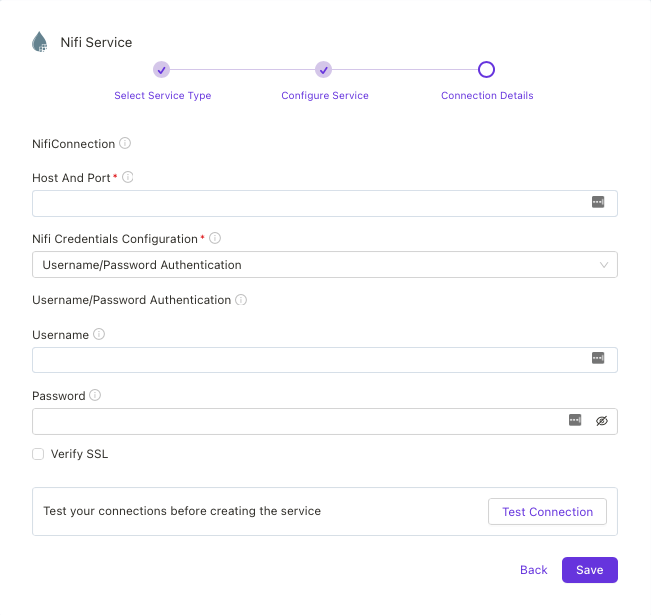 Nifi Service
Select Service Type
Configure Service
Connection Details
NifiConnection
Host And Port*
Nifi Credentials Configuration*
Username/Password Authentication
Username/Password Authentication
Username
Password
Verify SSL
Test your connections before creating the service
Test Connection
Back
Save